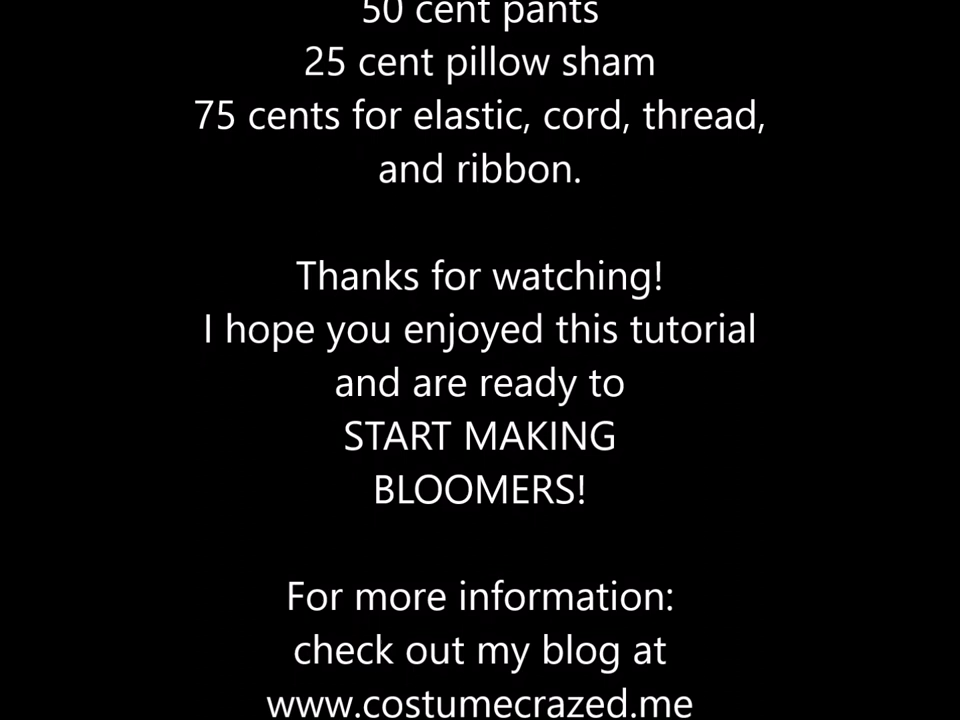 50 cent pants
25 cent pillow sham
75 cents for elastic, cord, thread,
and ribbon.
Thanks for watching!
I hope you enjoyed this tutorial
and are ready to
START MAKING
BLOOMERS!
For more information:
check out my blog at
www.costumecrazed.me